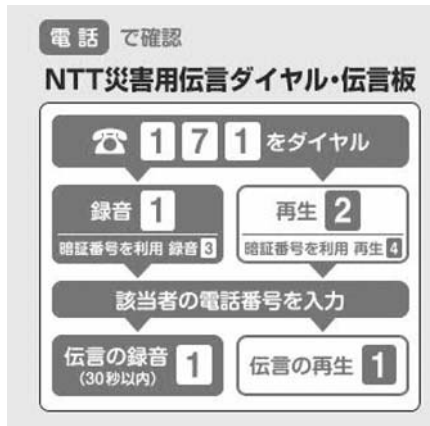 電話 で確認
NTT災害用伝言ダイヤル・伝言板
☎ 1 7 1 をダイヤル
録音 1
暗証番号を利用 録音 3
再生 2
暗証番号を利用 再生 4
該当者の電話番号を入力
伝言の録音 1
(30秒以内)
伝言の再生 1